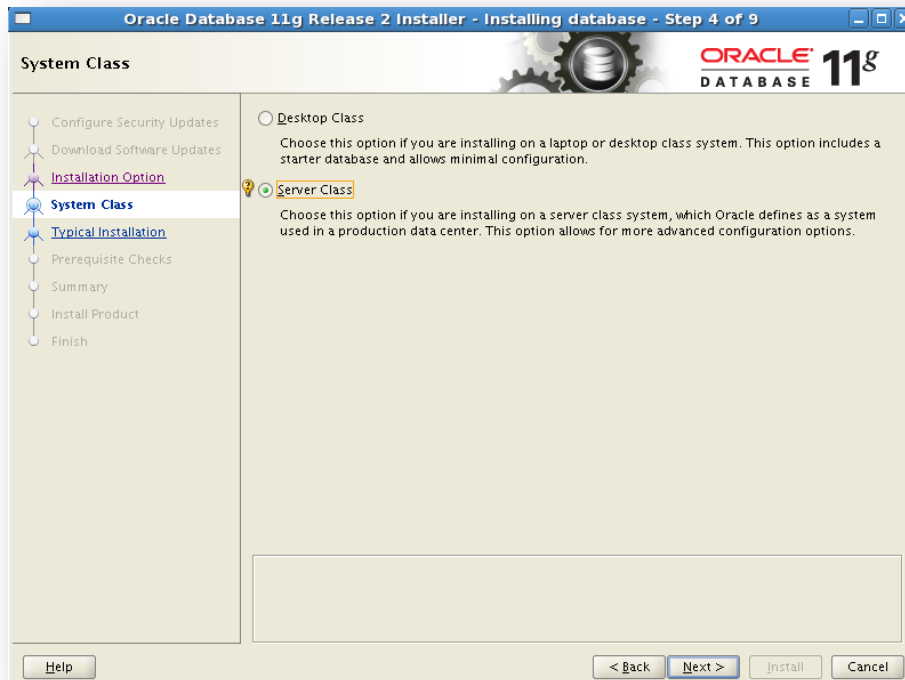 Oracle Database 11g Release 2 Installer - Installing database - Step 4 of 9
System Class
ORACLE
DATABASE
11g
Configure Security Updates
Download Software Updates
Installation Option
System Class
Typical Installation
Prerequisite Checks
Summary
Install Product
Finish
Desktop Class
Choose this option if you are installing on a laptop or desktop class system. This option includes a
starter database and allows minimal configuration.
Server Class
Choose this option if you are installing on a server class system, which Oracle defines as a system
used in a production data center. This option allows for more advanced configuration options.
Help
< Back
Next >
Install
Cancel